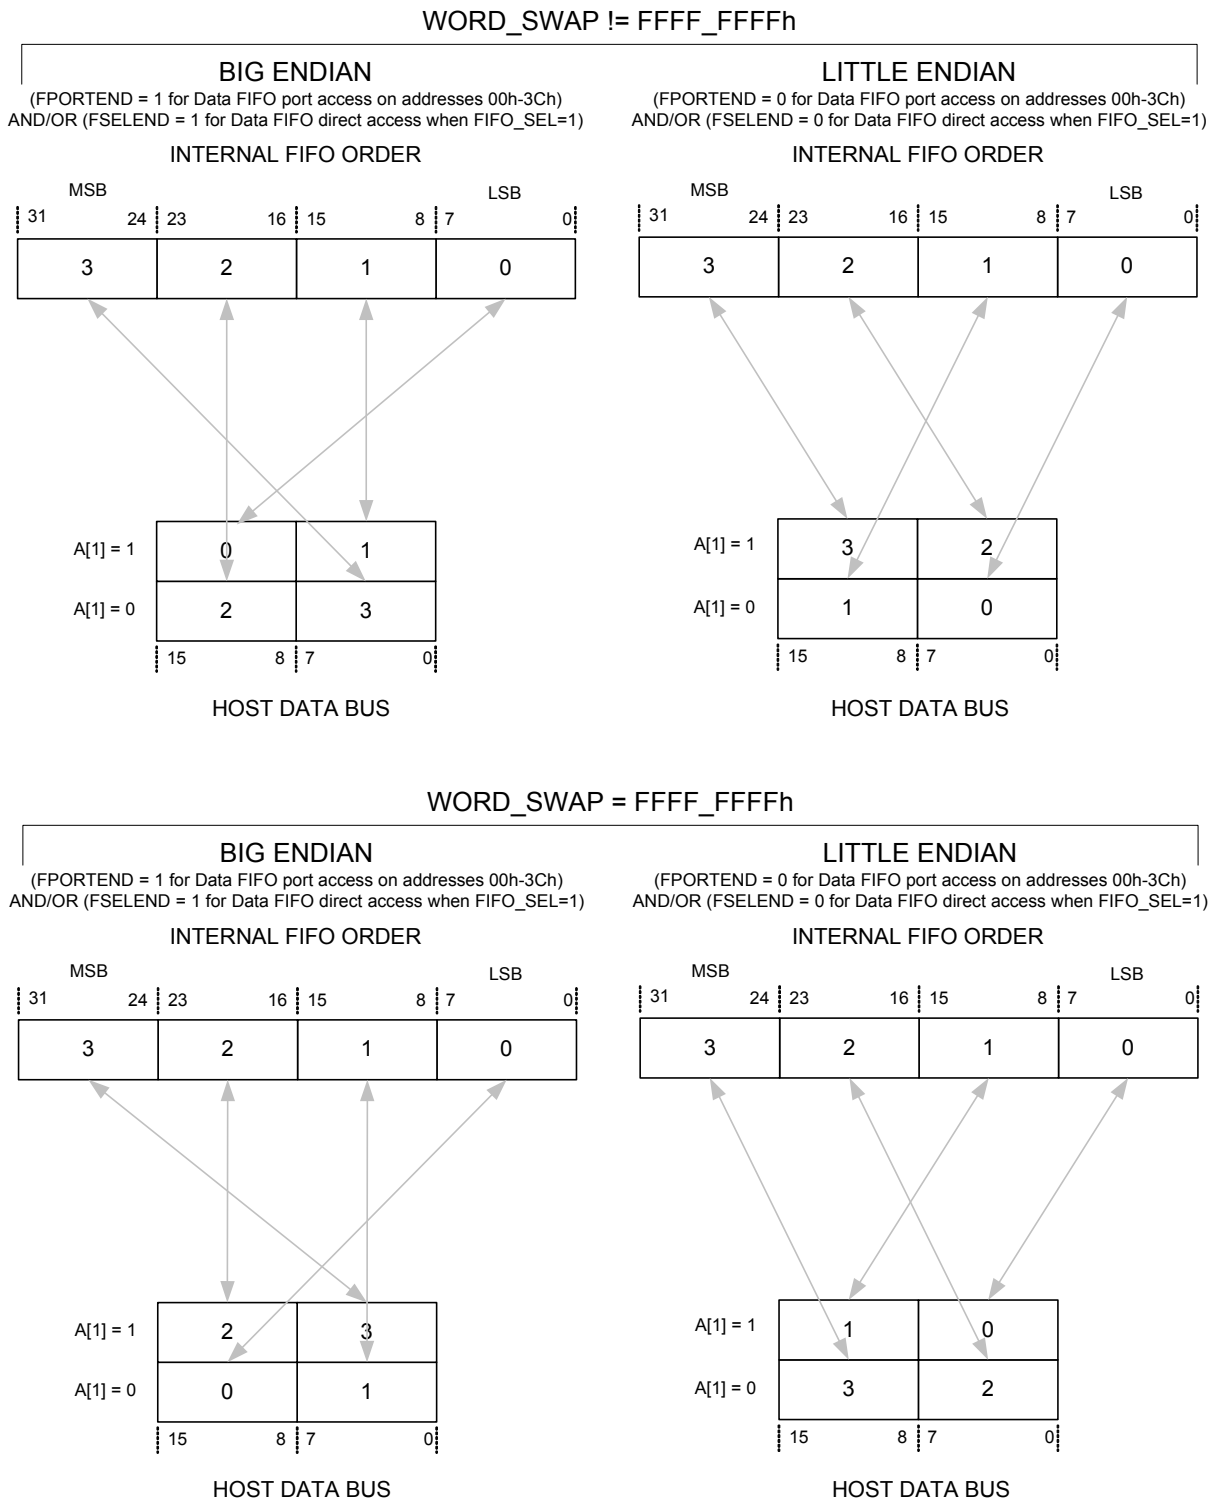 WORD_SWAP != FFFF_FFFFh
BIG ENDIAN
(FPORTEND = 1 for Data FIFO port access on addresses 00h-3Ch)
AND/OR (FSELEND = 1 for Data FIFO direct access when FIFO_SEL=1)
INTERNAL FIFO ORDER
MSB LSB
31 24 23 16 15 8 7 0
3 2 1 0
A[1] = 1 0 1
A[1] = 0 2 3
15 8 7 0
HOST DATA BUS
LITTLE ENDIAN
(FPORTEND = 0 for Data FIFO port access on addresses 00h-3Ch)
AND/OR (FSELEND = 0 for Data FIFO direct access when FIFO_SEL=1)
INTERNAL FIFO ORDER
MSB LSB
31 24 23 16 15 8 7 0
3 2 1 0
A[1] = 1 3 2
A[1] = 0 1 0
15 8 7 0
HOST DATA BUS
WORD_SWAP = FFFF_FFFFh
BIG ENDIAN
(FPORTEND = 1 for Data FIFO port access on addresses 00h-3Ch)
AND/OR (FSELEND = 1 for Data FIFO direct access when FIFO_SEL=1)
INTERNAL FIFO ORDER
MSB LSB
31 24 23 16 15 8 7 0
3 2 1 0
A[1] = 1 2 3
A[1] = 0 0 1
15 8 7 0
HOST DATA BUS
LITTLE ENDIAN
(FPORTEND = 0 for Data FIFO port access on addresses 00h-3Ch)
AND/OR (FSELEND = 0 for Data FIFO direct access when FIFO_SEL=1)
INTERNAL FIFO ORDER
MSB LSB
31 24 23 16 15 8 7 0
3 2 1 0
A[1] = 1 1 0
A[1] = 0 3 2
15 8 7 0
HOST DATA BUS